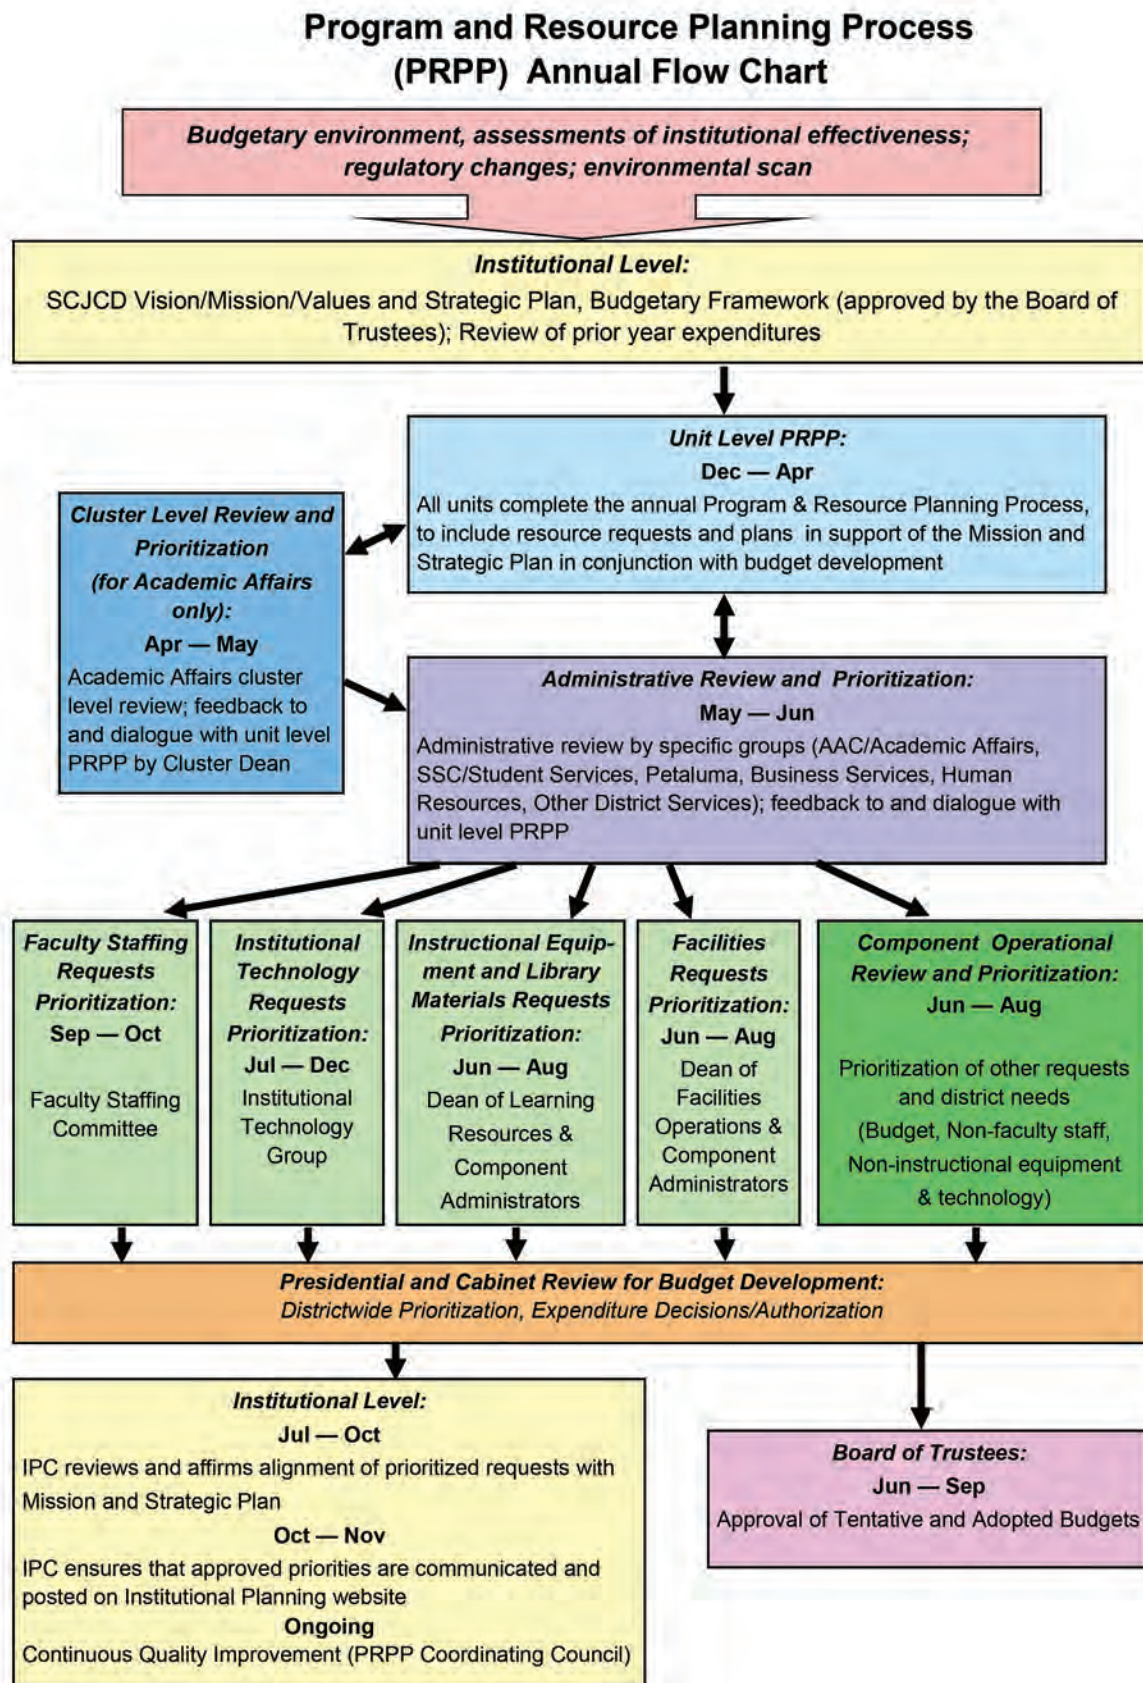 Program and Resource Planning Process
(PRPP) Annual Flow Chart
Budgetary environment, assessments of institutional effectiveness;
regulatory changes; environmental scan
Institutional Level:
SCJCD Vision/Mission/Values and Strategic Plan, Budgetary Framework (approved by the Board of
Trustees); Review of prior year expenditures
Unit Level PRPP:
Dec — Apr
All units complete the annual Program & Resource Planning Process,
to include resource requests and plans in support of the Mission and
Strategic Plan in conjunction with budget development
Cluster Level Review and
Prioritization
(for Academic Affairs
only):
Apr — May
Academic Affairs cluster
level review; feedback to
and dialogue with unit level
PRPP by Cluster Dean
Administrative Review and Prioritization:
May — Jun
Administrative review by specific groups (AAC/Academic Affairs,
SSC/Student Services, Petaluma, Business Services, Human
Resources, Other District Services); feedback to and dialogue with
unit level PRPP
Faculty Staffing
Requests
Prioritization:
Sep — Oct
Faculty Staffing
Committee
Institutional
Technology
Requests
Prioritization:
Jul — Dec
Institutional
Technology
Group
Instructional Equip-
ment and Library
Materials Requests
Prioritization:
Jun — Aug
Dean of Learning
Resources &
Component
Administrators
Facilities
Requests
Prioritization:
Jun — Aug
Dean of
Facilities
Operations &
Component
Administrators
Component Operational
Review and Prioritization:
Jun — Aug
Prioritization of other requests
and district needs
(Budget, Non-faculty staff,
Non-instructional equipment
& technology)
Presidential and Cabinet Review for Budget Development:
Districtwide Prioritization, Expenditure Decisions/Authorization
Institutional Level:
Jul — Oct
IPC reviews and affirms alignment of prioritized requests with
Mission and Strategic Plan
Oct — Nov
IPC ensures that approved priorities are communicated and
posted on Institutional Planning website
Ongoing
Continuous Quality Improvement (PRPP Coordinating Council)
Board of Trustees:
Jun — Sep
Approval of Tentative and Adopted Budgets